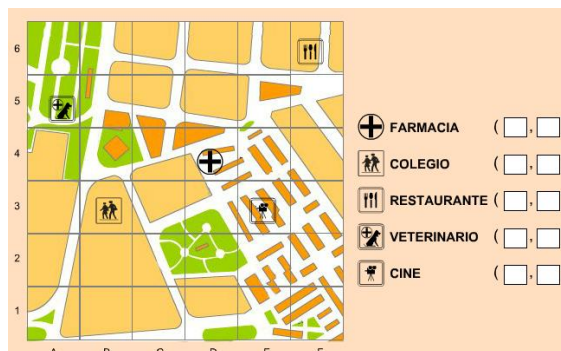 6
5
4
3
2
1
FARMACIA ( , 
COLEGIO ( , 
RESTAURANTE ( , 
VETERINARIO ( , 
CINE ( ,